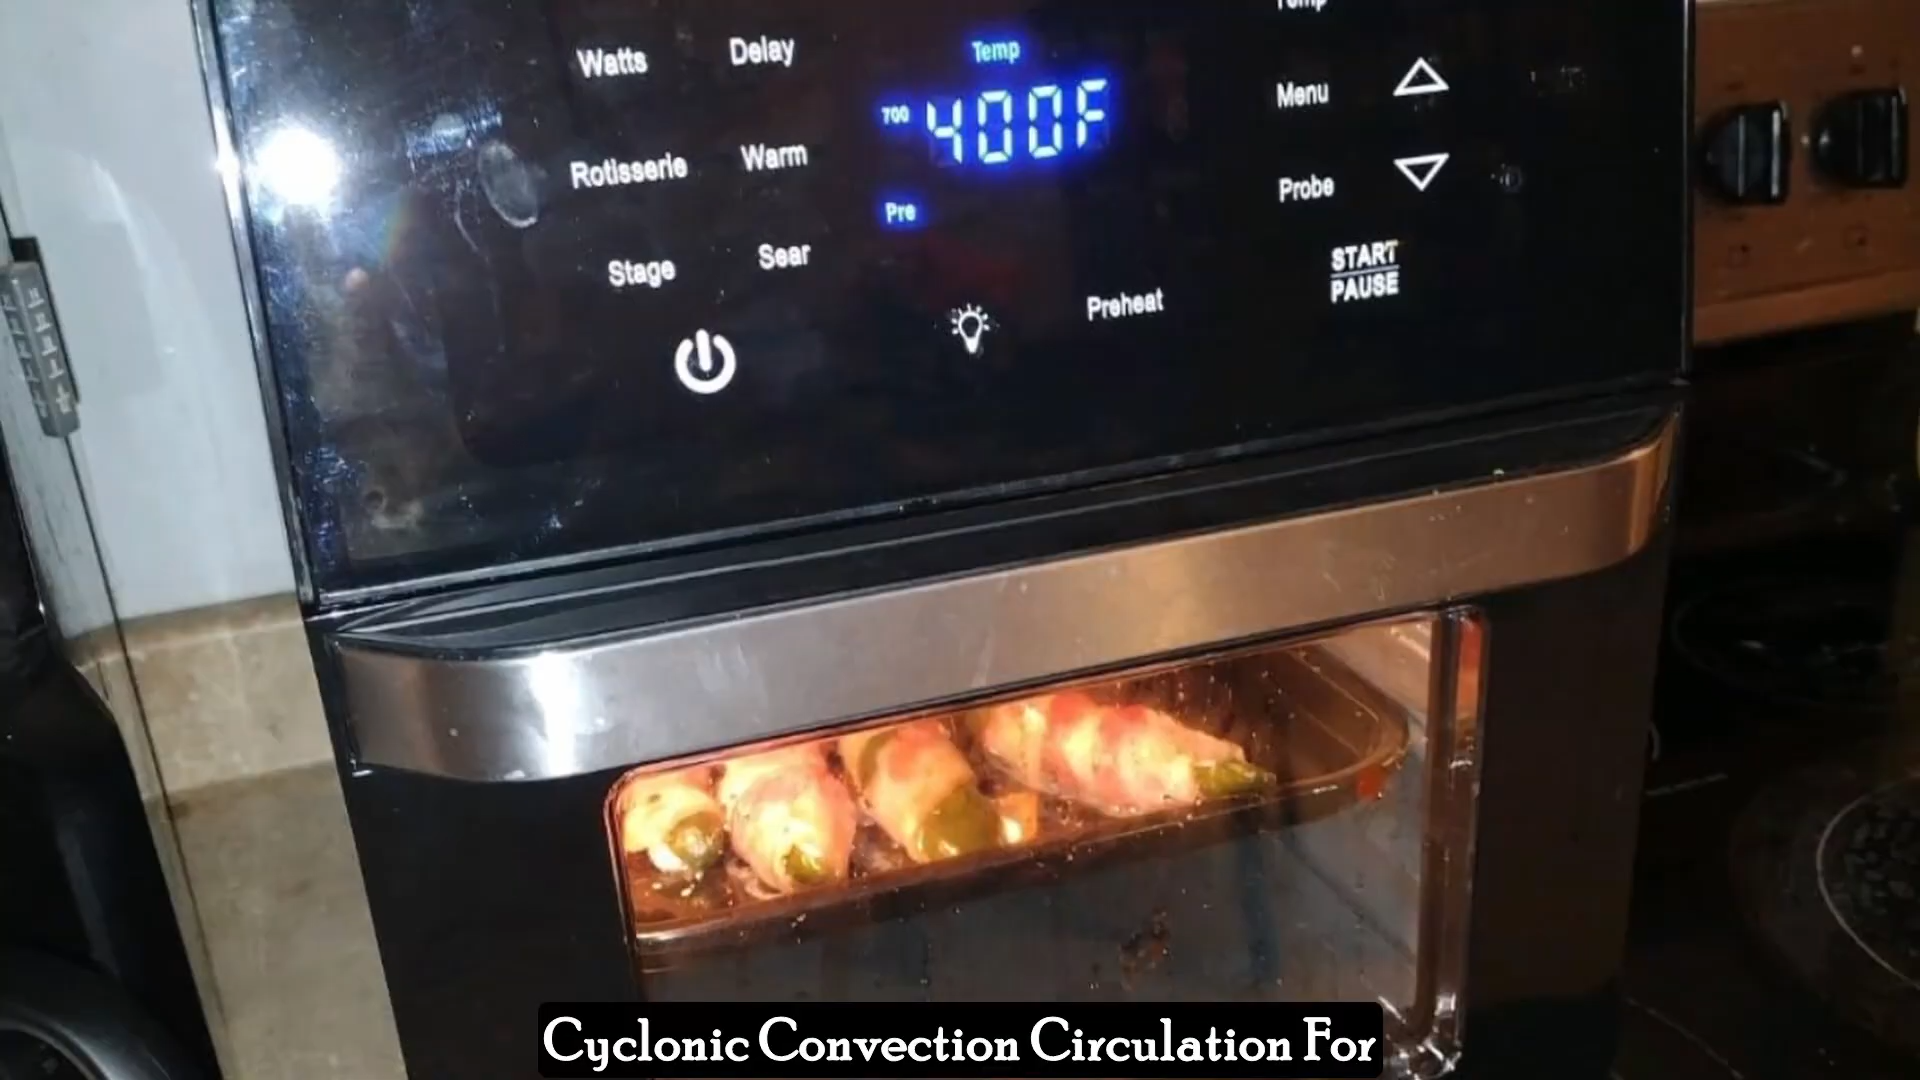 Watts
Delay
Temp
Temp
700
400F
Menu
Rotisserie
Warm
Probe
Pre
Stage
Sear
START
PAUSE
Preheat
Cyclonic Convection Circulation For